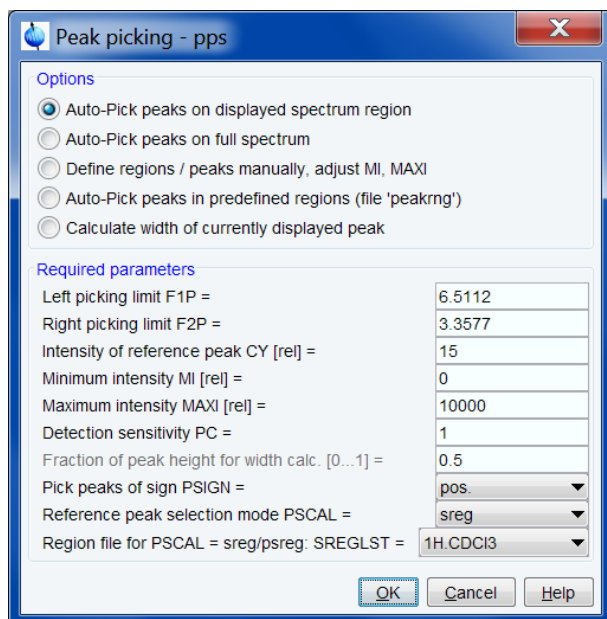 Peak picking - pps
Options
Auto-Pick peaks on displayed spectrum region
Auto-Pick peaks on full spectrum
Define regions / peaks manually, adjust MI, MAXI
Auto-Pick peaks in predefined regions (file 'peakrng')
Calculate width of currently displayed peak
Required parameters
Left picking limit F1P = 6.5112
Right picking limit F2P = 3.3577
Intensity of reference peak CY [rel] = 15
Minimum intensity MI [rel] = 0
Maximum intensity MAXI [rel] = 10000
Detection sensitivity PC = 1
Fraction of peak height for width calc. [0...1] = 0.5
Pick peaks of sign PSIGN = pos.
Reference peak selection mode PSCAL = sreg
Region file for PSCAL = sreg/psreg: SREGLST = 1H.CDCl3
OK Cancel Help